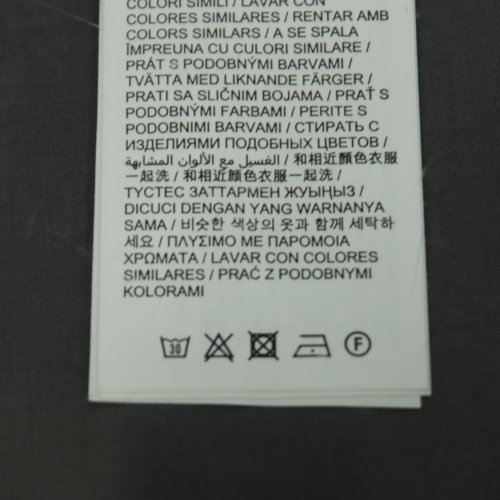 COLORI SIMILI / LAVAR CON
COLORES SIMILARES / RENTAR AMB
COLORS SIMILARS / A SE SPALA
ÎMPREUNA CU CULORI SIMILARE /
PRÁT S PODOBNÝMI BARVAMI /
TVÄTTA MED LIKNANDE FÄRGER /
PRATI SA SLIČNIM BOJAMA / PRAŤ S
PODOBNÝMI FARBAMI / PERITE S
PODOBNIMI BARVAMI / СТИРАТЬ С
ИЗДЕЛИЯМИ ПОДОБНЫХ ЦВЕТОВ /
الغسيل مع الألوان المشابهة / 和相近顏色衣服
一起洗 / 和相近颜色衣服一起洗 /
ТҮСТЕС ЗАТТАРМЕН ЖУЫҢЫЗ /
DICUCI DENGAN YANG WARNANYA
SAMA / 비슷한 색상의 옷과 함께 세탁하
세요 / ΠΛΥΣΙΜΟ ΜΕ ΠΑΡΟΜΟΙΑ
ΧΡΩΜΑΤΑ / LAVAR CON COLORES
SIMILARES / PRAĆ Z PODOBNYMI
KOLORAMI
30 F